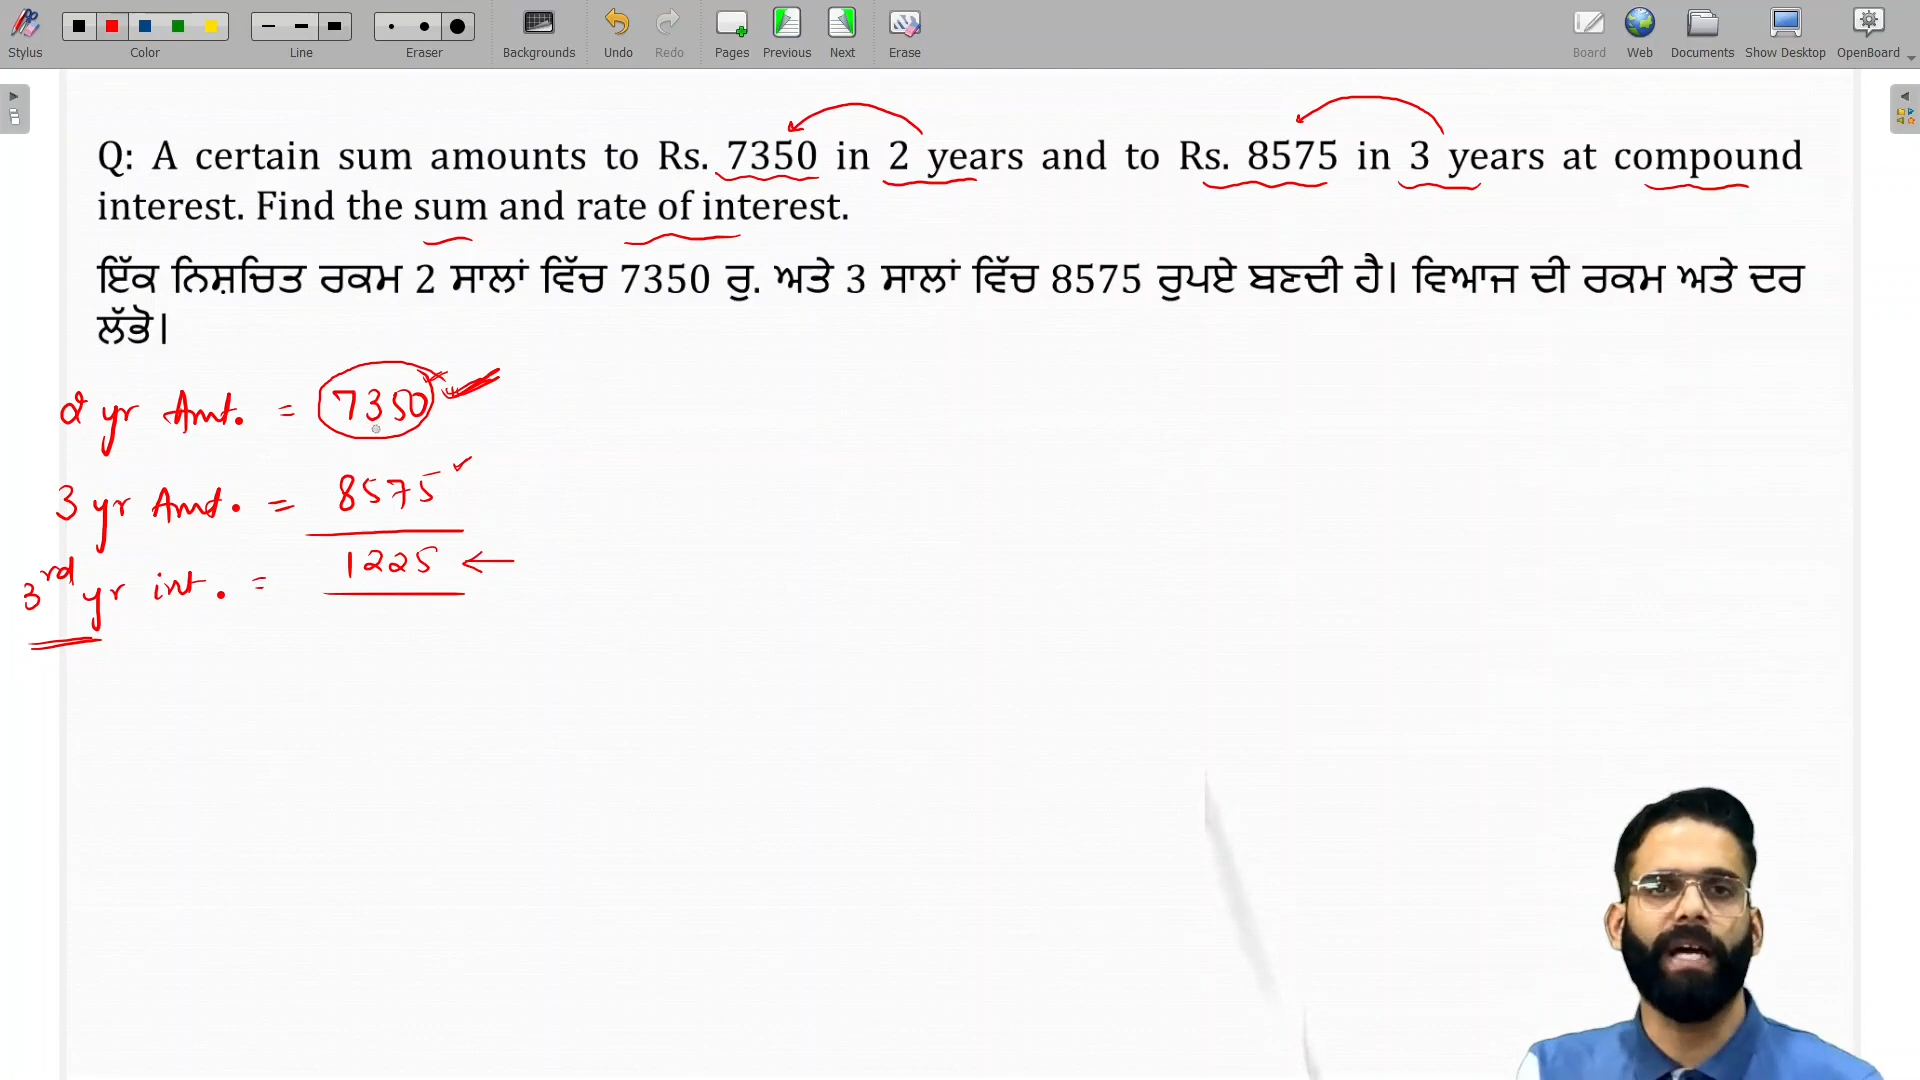 Stylus Color Line Eraser Backgrounds Undo Redo Pages Previous Next Erase Board Web Documents Show Desktop OpenBoard
Q: A certain sum amounts to Rs. 7350 in 2 years and to Rs. 8575 in 3 years at compound
interest. Find the sum and rate of interest.
ਇੱਕ ਨਿਸ਼ਚਿਤ ਰਕਮ 2 ਸਾਲਾਂ ਵਿੱਚ 7350 ਰੁ. ਅਤੇ 3 ਸਾਲਾਂ ਵਿੱਚ 8575 ਰੁਪਏ ਬਣਦੀ ਹੈ। ਵਿਆਜ ਦੀ ਰਕਮ ਅਤੇ ਦਰ
ਲੱਭੋ।
2 yr Amt. = 7350
3 yr Amt. = 8575
3rd yr int. = 1225